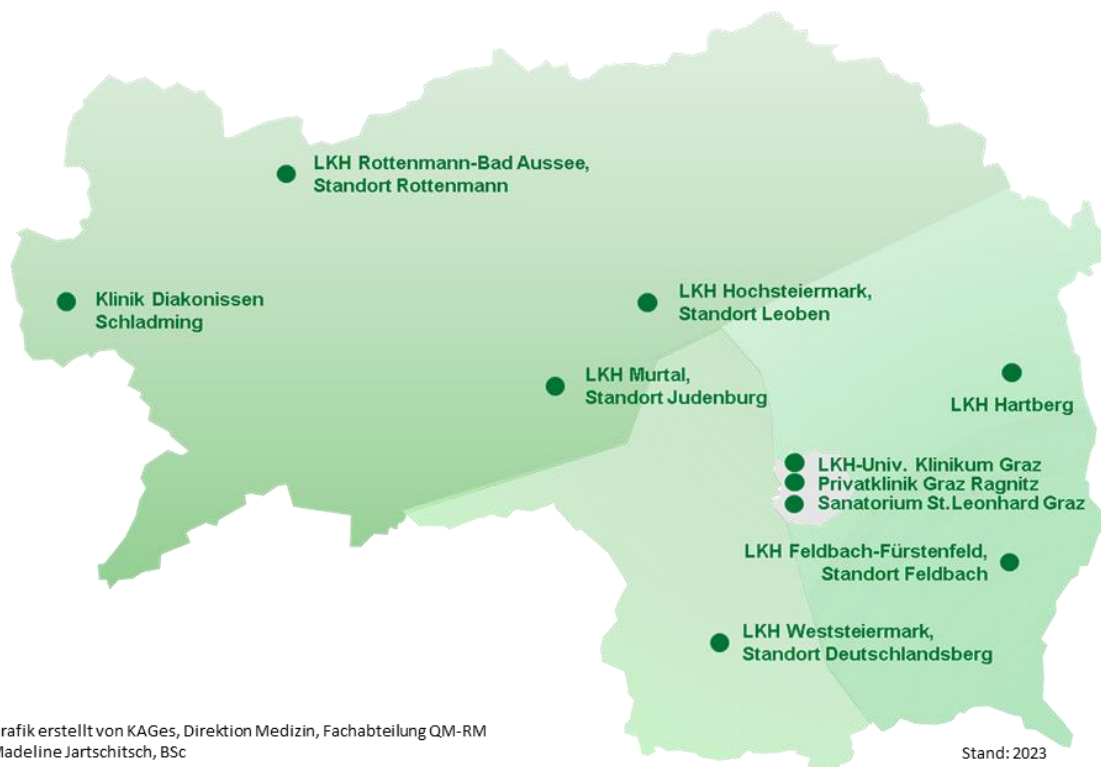 LKH Rottenmann-Bad Aussee,
Standort Rottenmann
Klinik Diakonissen
Schladming
LKH Hochsteiermark,
Standort Leoben
LKH Murtal,
Standort Judenburg
LKH Hartberg
LKH-Univ. Klinikum Graz
Privatklinik Graz Ragnitz
Sanatorium St.Leonhard Graz
LKH Feldbach-Fürstenfeld,
Standort Feldbach
LKH Weststeiermark,
Standort Deutschlandsberg
rafik erstellt von KAGes, Direktion Medizin, Fachabteilung QM-RM
Madeline Jartschitsch, BSc
Stand: 2023